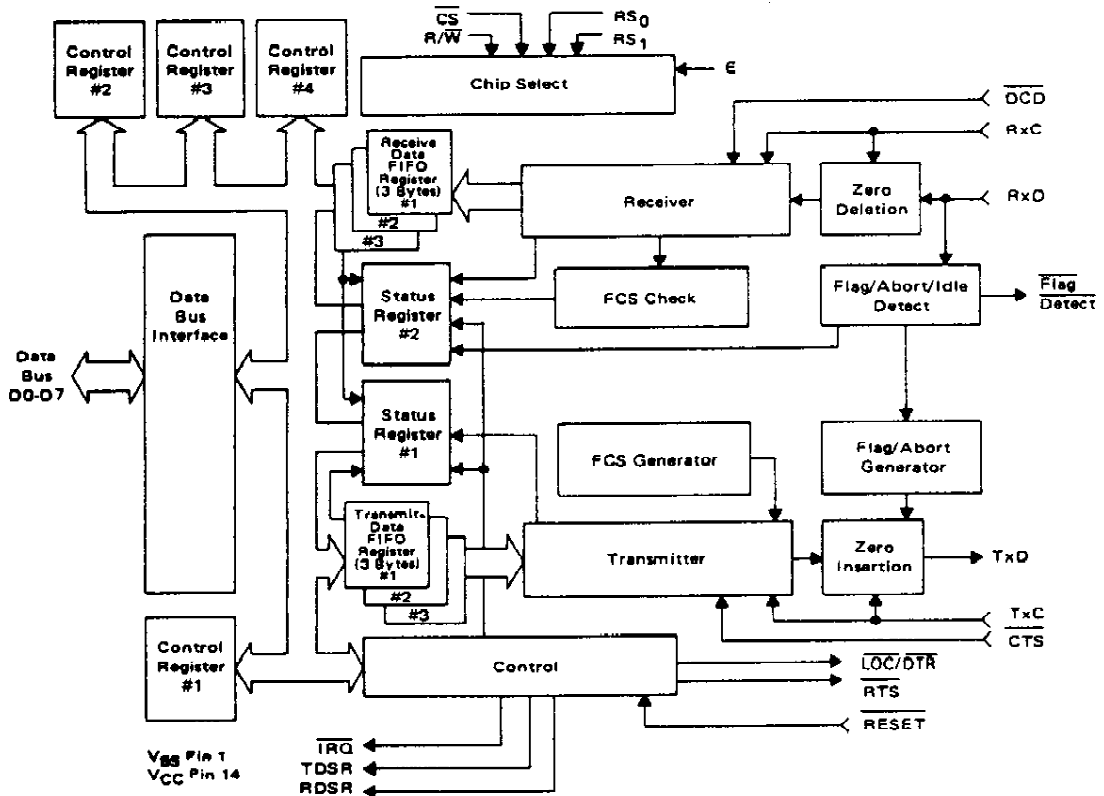 Control
Register
#2
Control
Register
#3
Control
Register
#4
CS
R/W
RS0
RS1
Chip Select
E
DCD
RxC
Receive
Data
FIFO
Register
(3 Bytes)
#1
#2
#3
Receiver
Zero
Deletion
RxD
Data
Bus
Interface
Status
Register
#2
FCS Check
Flag/Abort/Idle
Detect
Flag
Detect
Data
Bus
D0-D7
Status
Register
#1
FCS Generator
Flag/Abort
Generator
Transmit
Data
FIFO
Register
(3 Bytes)
#1
#2
#3
Transmitter
Zero
Insertion
TxD
TxC
CTS
Control
Register
#1
Control
LOC/DTR
RTS
RESET
VSS Pin 1
VCC Pin 14
IRQ
TDSR
RDSR